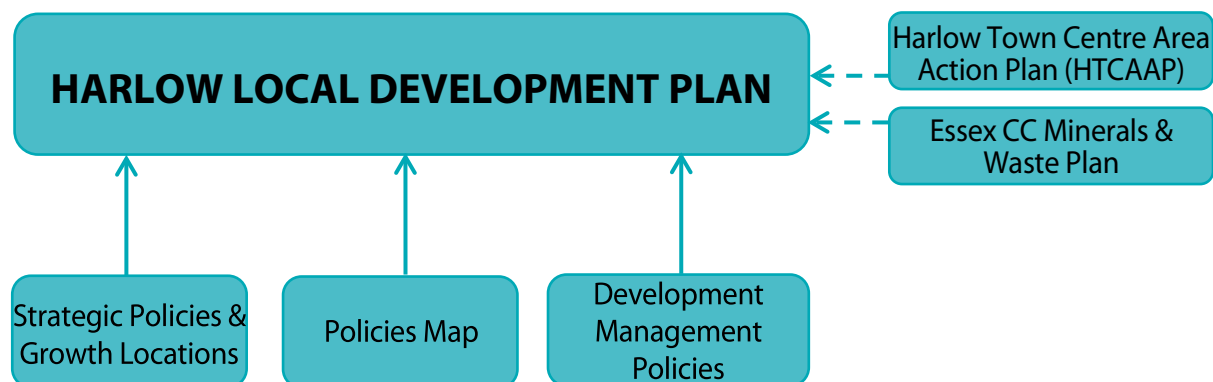 HARLOW LOCAL DEVELOPMENT PLAN
Harlow Town Centre Area
Action Plan (HTCAAP)
Essex CC Minerals &
Waste Plan
Strategic Policies &
Growth Locations
Policies Map
Development
Management
Policies